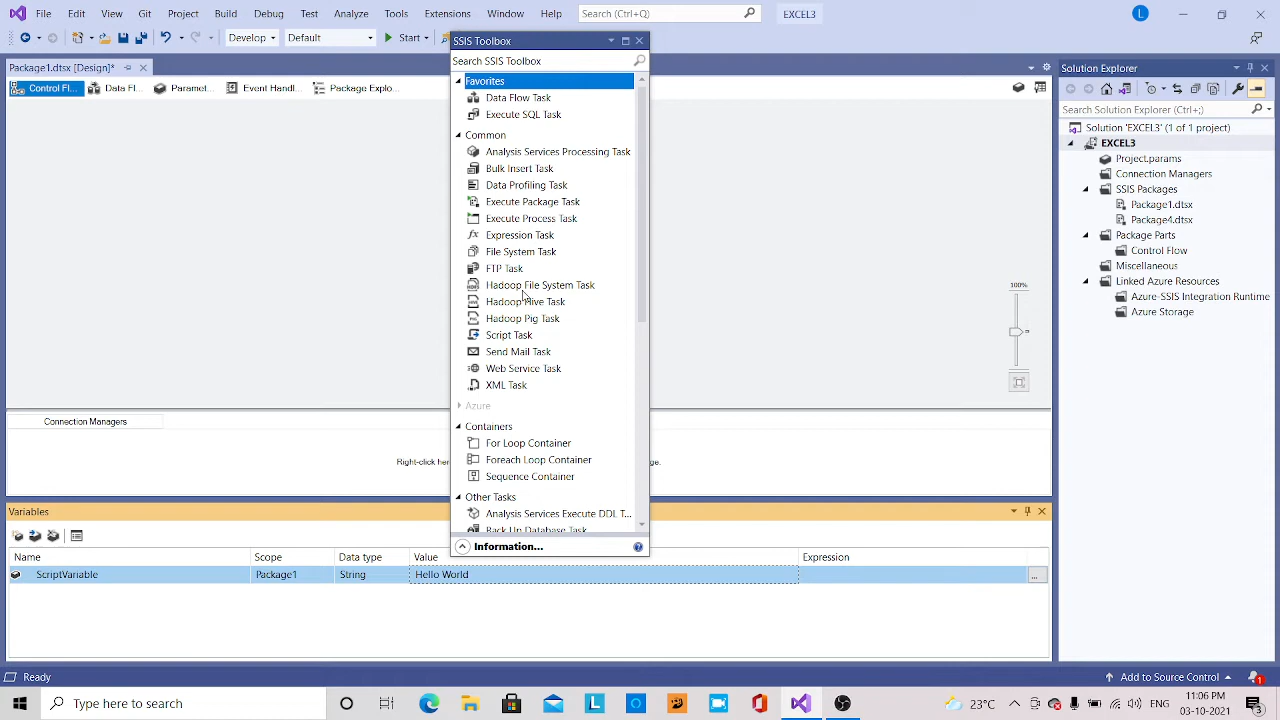 File Edit View Git Project Build Debug Test Analyze Tools Extensions Window Help Search (Ctrl+Q) EXCEL3 L
Develop Default Start
SSIS Toolbox
Package1.dtsx [Design]*
Control Fl... Data Fl... Paramet... Event Handl... Package Explo...
Search SSIS Toolbox
Favorites
Data Flow Task
Execute SQL Task
Common
Analysis Services Processing Task
Bulk Insert Task
Data Profiling Task
Execute Package Task
Execute Process Task
Expression Task
File System Task
FTP Task
Hadoop File System Task
Hadoop Hive Task
Hadoop Pig Task
Script Task
Send Mail Task
Web Service Task
XML Task
Azure
Containers
For Loop Container
Foreach Loop Container
Sequence Container
Other Tasks
Analysis Services Execute DDL T...
Back Up Database Task
Information...
100%
Solution Explorer
Search Solution Explorer (Ctrl+;)
Solution 'EXCEL3' (1 of 1 project)
EXCEL3
Project.params
Connection Managers
SSIS Packages
Package1.dtsx
Package4.dtsx
Package Parts
Control Flow
Miscellaneous
Linked Azure Resources
Azure-SSIS Integration Runtime
Azure Storage
Connection Managers
Right-click her
ge.
Variables
Name Scope Data type Value Expression
ScriptVariable Package1 String Hello World ...
Ready Add to Source Control 1
Type here to search L 23°C ENG 11:06 PM
03-10-2021 3